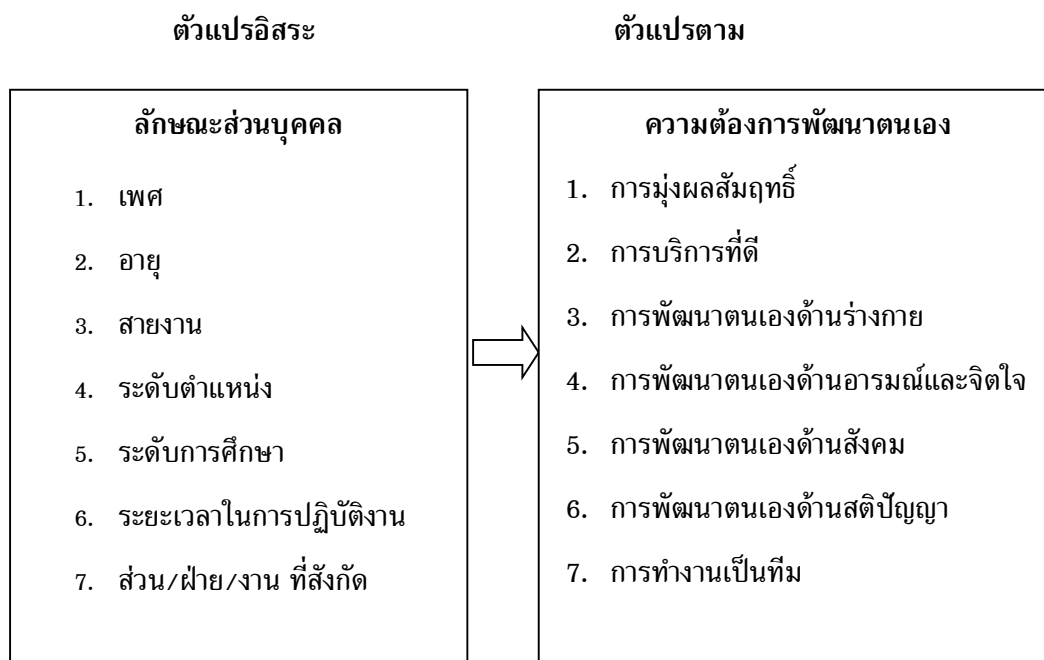 ตัวแปรอิสระ
ตัวแปรตาม
ลักษณะส่วนบุคคล
1. เพศ
2. อายุ
3. สายงาน
4. ระดับตำแหน่ง
5. ระดับการศึกษา
6. ระยะเวลาในการปฏิบัติงาน
7. ส่วน/ฝ่าย/งาน ที่สังกัด
ความต้องการพัฒนาตนเอง
1. การมุ่งผลสัมฤทธิ์
2. การบริการที่ดี
3. การพัฒนาตนเองด้านร่างกาย
4. การพัฒนาตนเองด้านอารมณ์และจิตใจ
5. การพัฒนาตนเองด้านสังคม
6. การพัฒนาตนเองด้านสติปัญญา
7. การทำงานเป็นทีม